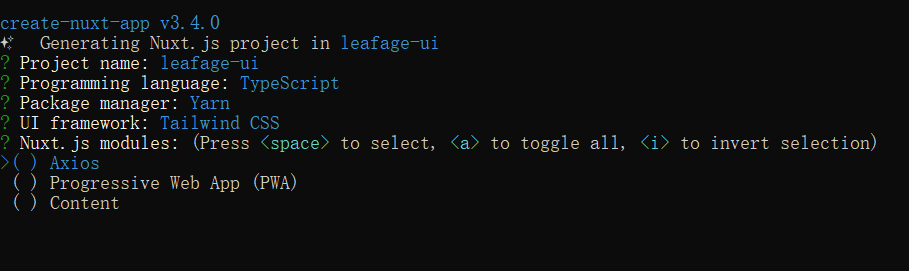 create-nuxt-app v3.4.0
✨ Generating Nuxt.js project in leafage-ui
? Project name: leafage-ui
? Programming language: TypeScript
? Package manager: Yarn
? UI framework: Tailwind CSS
? Nuxt.js modules: (Press <space> to select, <a> to toggle all, <i> to invert selection)
>( ) Axios
( ) Progressive Web App (PWA)
( ) Content